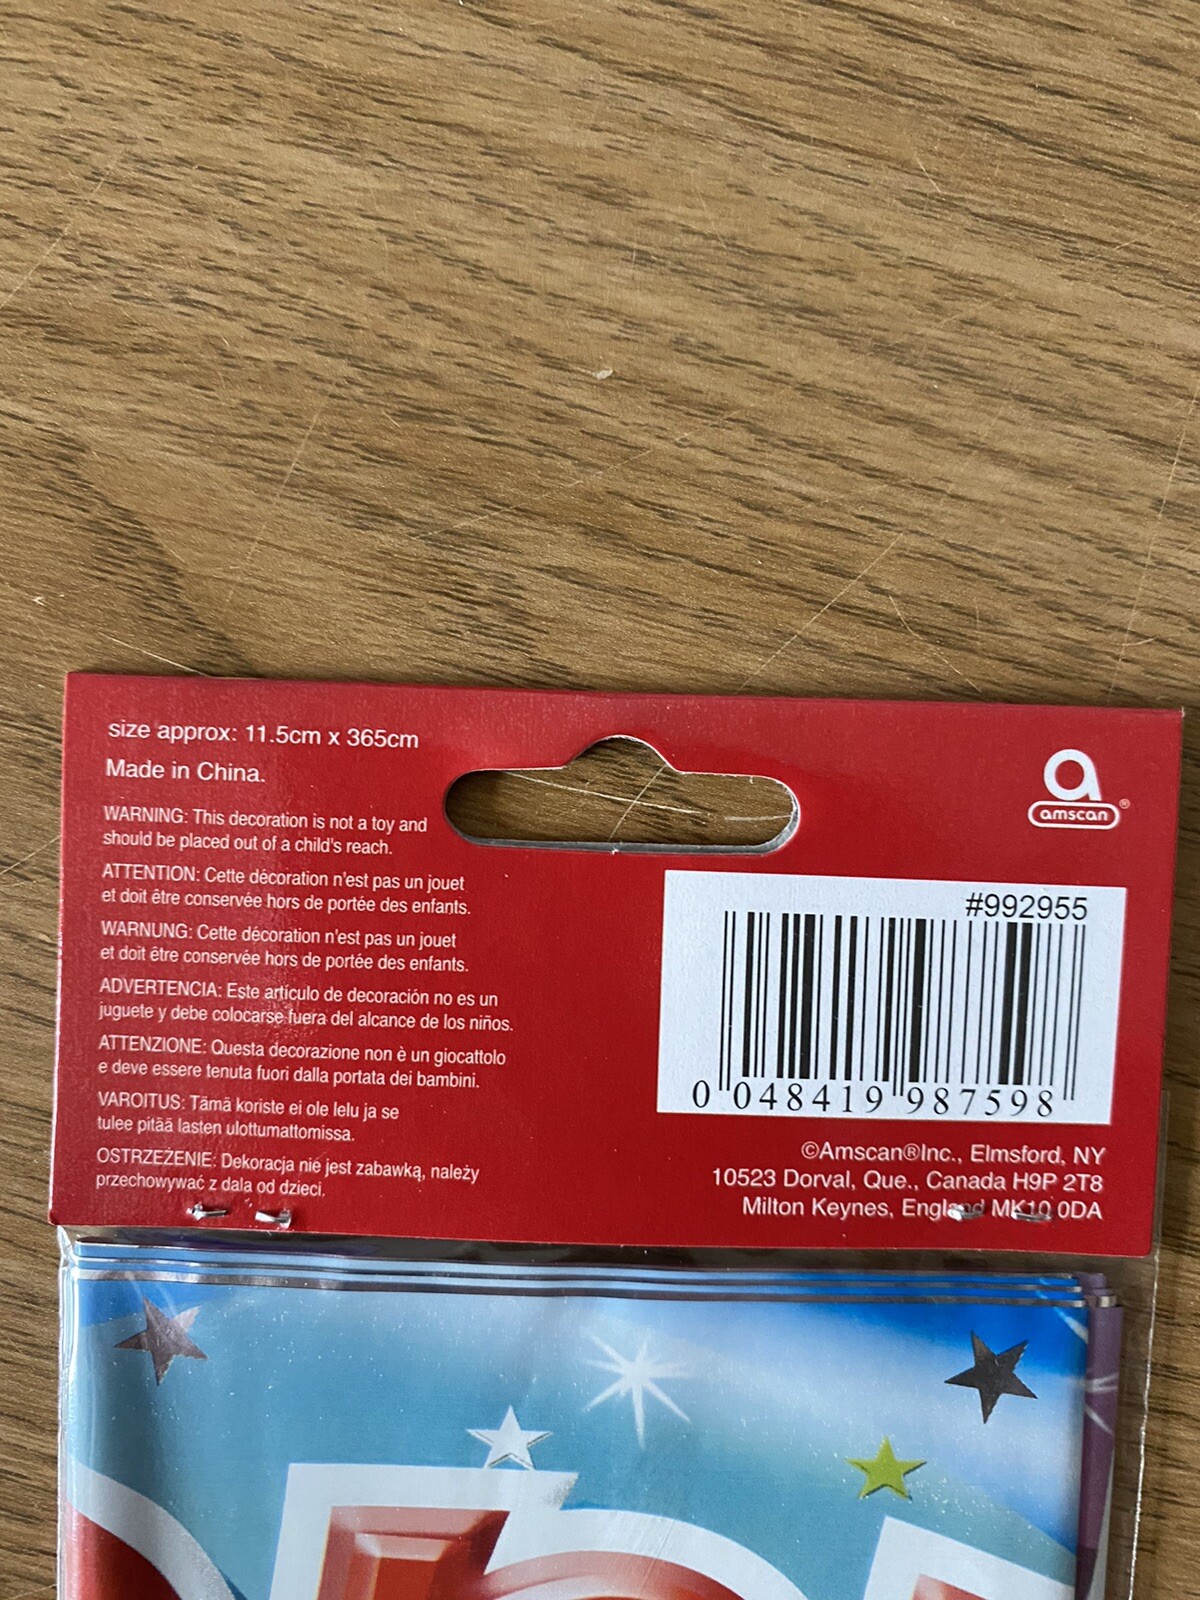 size approx: 11.5cm x 365cm
Made in China.
WARNING: This decoration is not a toy and
should be placed out of a child's reach.
ATTENTION: Cette décoration n'est pas un jouet
et doit être conservée hors de portée des enfants.
WARNUNG: Cette décoration n'est pas un jouet
et doit être conservée hors de portée des enfants.
ADVERTENCIA: Este artículo de decoración no es un
juguete y debe colocarse fuera del alcance de los niños.
ATTENZIONE: Questa decorazione non è un giocattolo
e deve essere tenuta fuori dalla portata dei bambini.
VAROITUS: Tämä koriste ei ole lelu ja se
tulee pitää lasten ulottumattomissa.
OSTRZEŻENIE: Dekoracja nie jest zabawką, należy
przechowywać z dala od dzieci.
a
amscan®
#992955
0 048419 987598
©Amscan®Inc., Elmsford, NY
10523 Dorval, Que., Canada H9P 2T8
Milton Keynes, England MK10 0DA